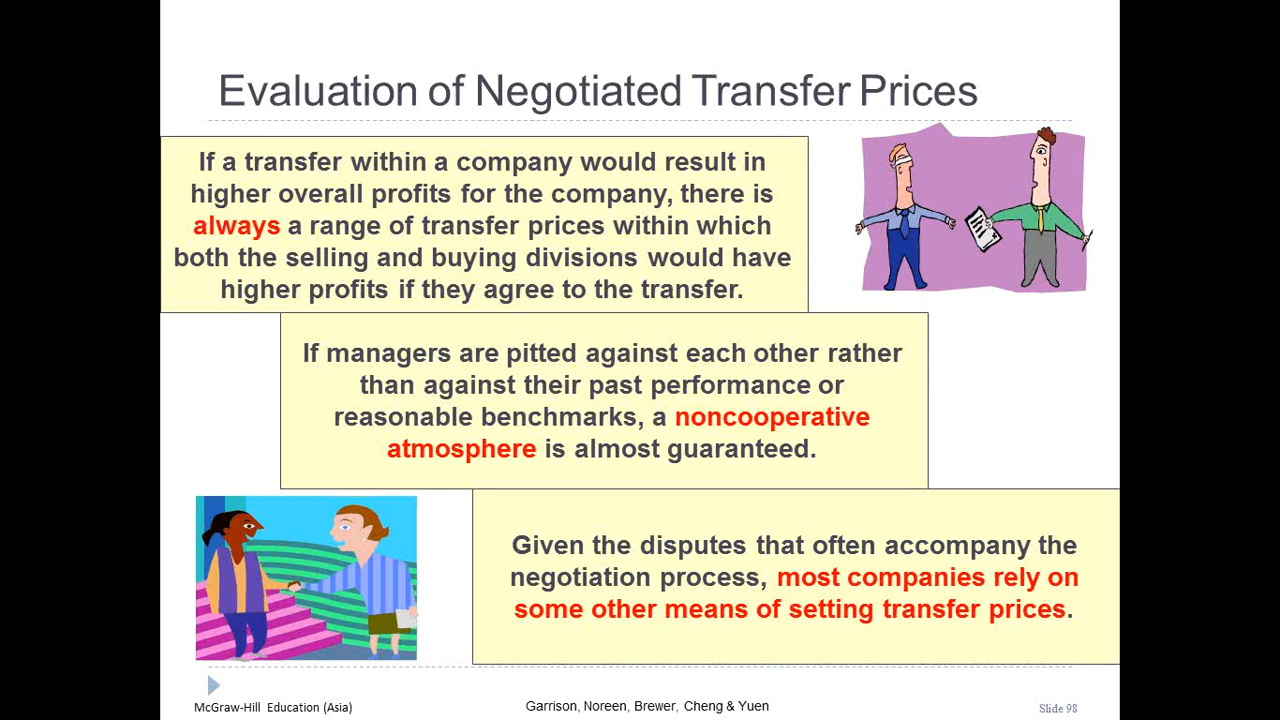 Evaluation of Negotiated Transfer Prices
If a transfer within a company would result in
higher overall profits for the company, there is
always a range of transfer prices within which
both the selling and buying divisions would have
higher profits if they agree to the transfer.
If managers are pitted against each other rather
than against their past performance or
reasonable benchmarks, a noncooperative
atmosphere is almost guaranteed.
Given the disputes that often accompany the
negotiation process, most companies rely on
some other means of setting transfer prices.
McGraw-Hill Education (Asia)
Garrison, Noreen, Brewer, Cheng & Yuen
Slide 98